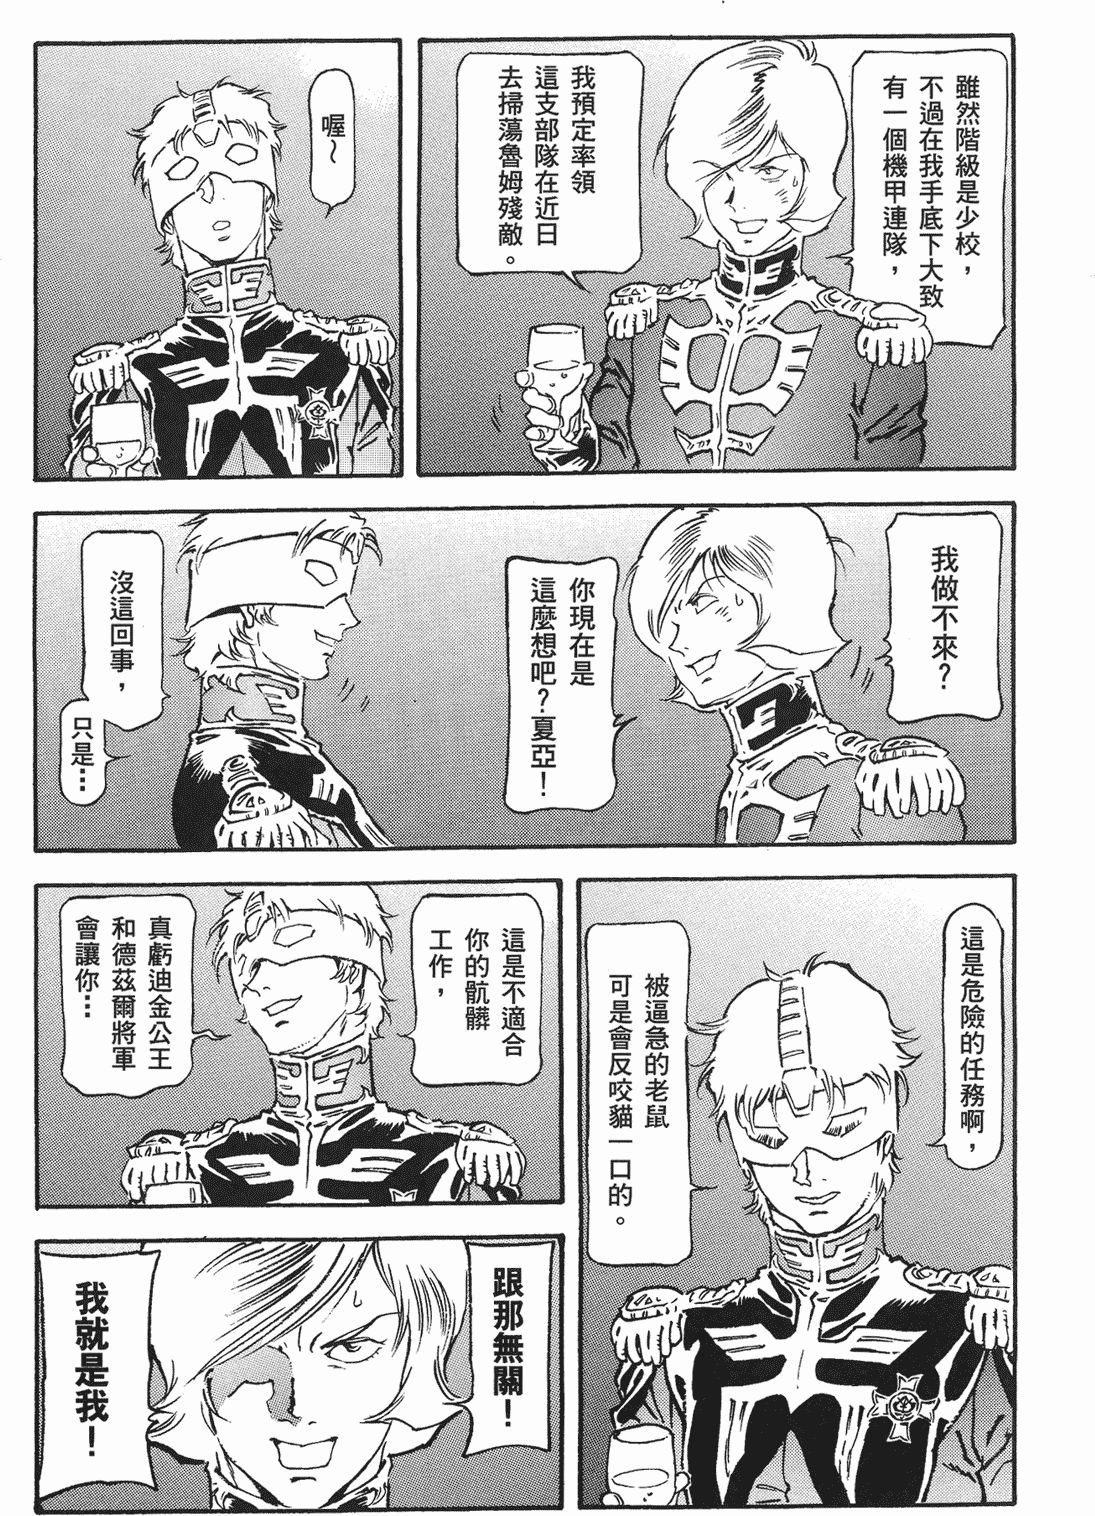 雖然階級是少校，
不過在我手底下大致
有一個機甲連隊，
我預定率領
這支部隊在近日
去掃蕩魯姆殘敵。
喔～
我做不來？
你現在是
這麼想吧？夏亞！
沒這回事，
只是…
這是危險的任務啊，
被逼急的老鼠
可是會反咬貓一口的。
這是不適合
你的骯髒
工作，
真虧迪金公王
和德茲爾將軍
會讓你…
跟那無關！
我就是我！